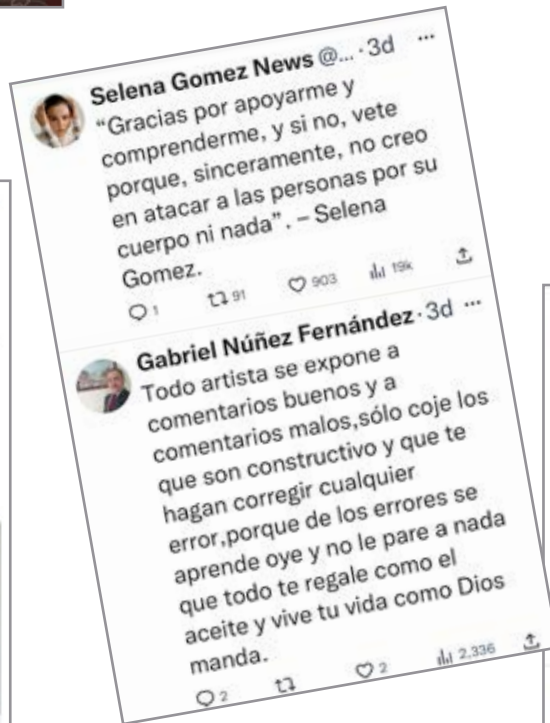 Selena Gomez News @... · 3d ...
“Gracias por apoyarme y
comprenderme, y si no, vete
porque, sinceramente, no creo
en atacar a las personas por su
cuerpo ni nada”. – Selena
Gomez.
1 91 903 19k
Gabriel Núñez Fernández · 3d ...
Todo artista se expone a
comentarios buenos y a
comentarios malos,sólo coje los
que son constructivo y que te
hagan corregir cualquier
error,porque de los errores se
aprende oye y no le pare a nada
que todo te regale como el
aceite y vive tu vida como Dios
manda.
2 2 2,336